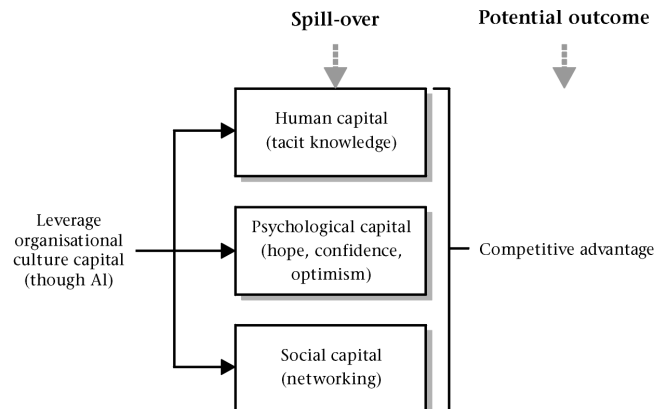 Spill-over
Potential outcome
Human capital
(tacit knowledge)
Leverage
organisational
culture capital
(though AI)
Psychological capital
(hope, confidence,
optimism)
Competitive advantage
Social capital
(networking)